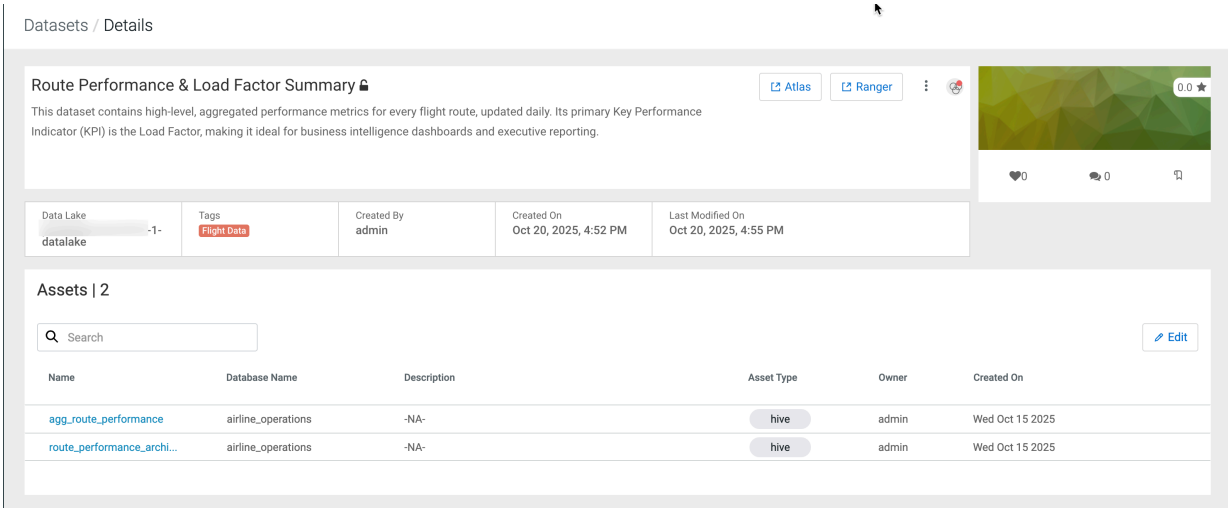 Datasets / Details
Route Performance & Load Factor Summary
Atlas
Ranger
0.0
This dataset contains high-level, aggregated performance metrics for every flight route, updated daily. Its primary Key Performance
Indicator (KPI) is the Load Factor, making it ideal for business intelligence dashboards and executive reporting.
0
0
Data Lake
-1-
datalake
Tags
Flight Data
Created By
admin
Created On
Oct 20, 2025, 4:52 PM
Last Modified On
Oct 20, 2025, 4:55 PM
Assets | 2
Search
Edit
Name Database Name Description Asset Type Owner Created On
agg_route_performance airline_operations -NA- hive admin Wed Oct 15 2025
route_performance_archi... airline_operations -NA- hive admin Wed Oct 15 2025